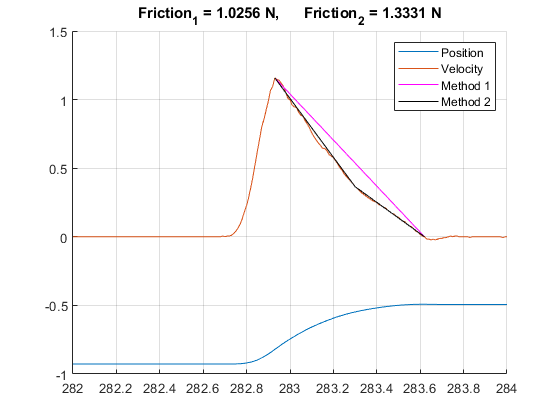 Friction1 = 1.0256 N, Friction2 = 1.3331 N
1.5
1
0.5
0
-0.5
-1
Position
Velocity
Method 1
Method 2
282 282.2 282.4 282.6 282.8 283 283.2 283.4 283.6 283.8 284